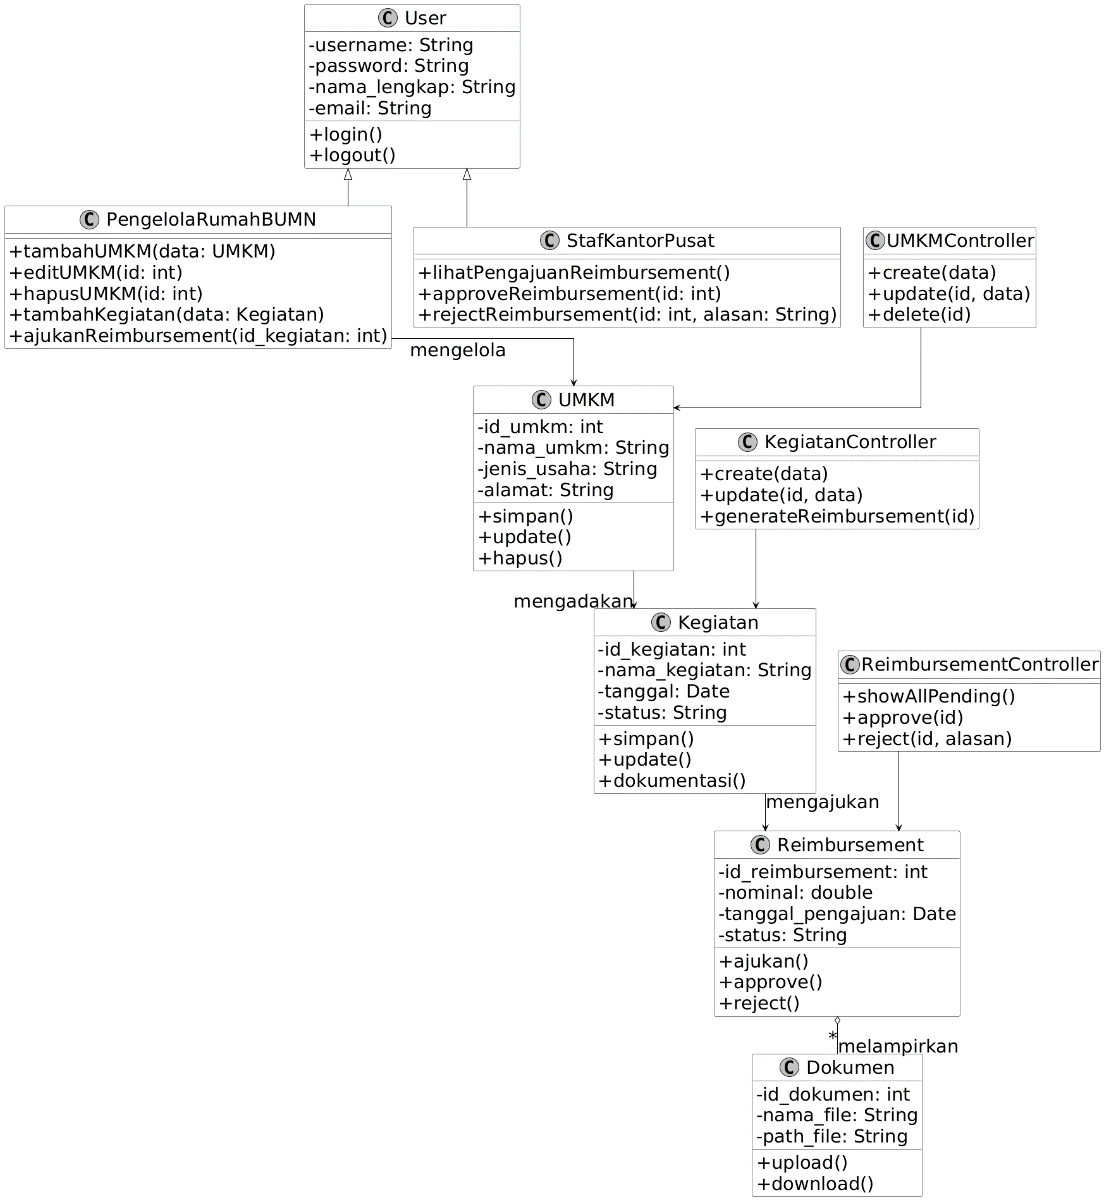 C User
-username: String
-password: String
-nama_lengkap: String
-email: String
+login()
+logout()
C PengelolaRumahBUMN
+tambahUMKM(data: UMKM)
+editUMKM(id: int)
+hapusUMKM(id: int)
+tambahKegiatan(data: Kegiatan)
+ajukanReimbursement(id_kegiatan: int)
C StafKantorPusat
+lihatPengajuanReimbursement()
+approveReimbursement(id: int)
+rejectReimbursement(id: int, alasan: String)
C UMKMController
+create(data)
+update(id, data)
+delete(id)
mengelola
C UMKM
-id_umkm: int
-nama_umkm: String
-jenis_usaha: String
-alamat: String
+simpan()
+update()
+hapus()
C KegiatanController
+create(data)
+update(id, data)
+generateReimbursement(id)
mengadakan
C Kegiatan
-id_kegiatan: int
-nama_kegiatan: String
-tanggal: Date
-status: String
+simpan()
+update()
+dokumentasi()
C ReimbursementController
+showAllPending()
+approve(id)
+reject(id, alasan)
mengajukan
C Reimbursement
-id_reimbursement: int
-nominal: double
-tanggal_pengajuan: Date
-status: String
+ajukan()
+approve()
+reject()
* melampirkan
C Dokumen
-id_dokumen: int
-nama_file: String
-path_file: String
+upload()
+download()